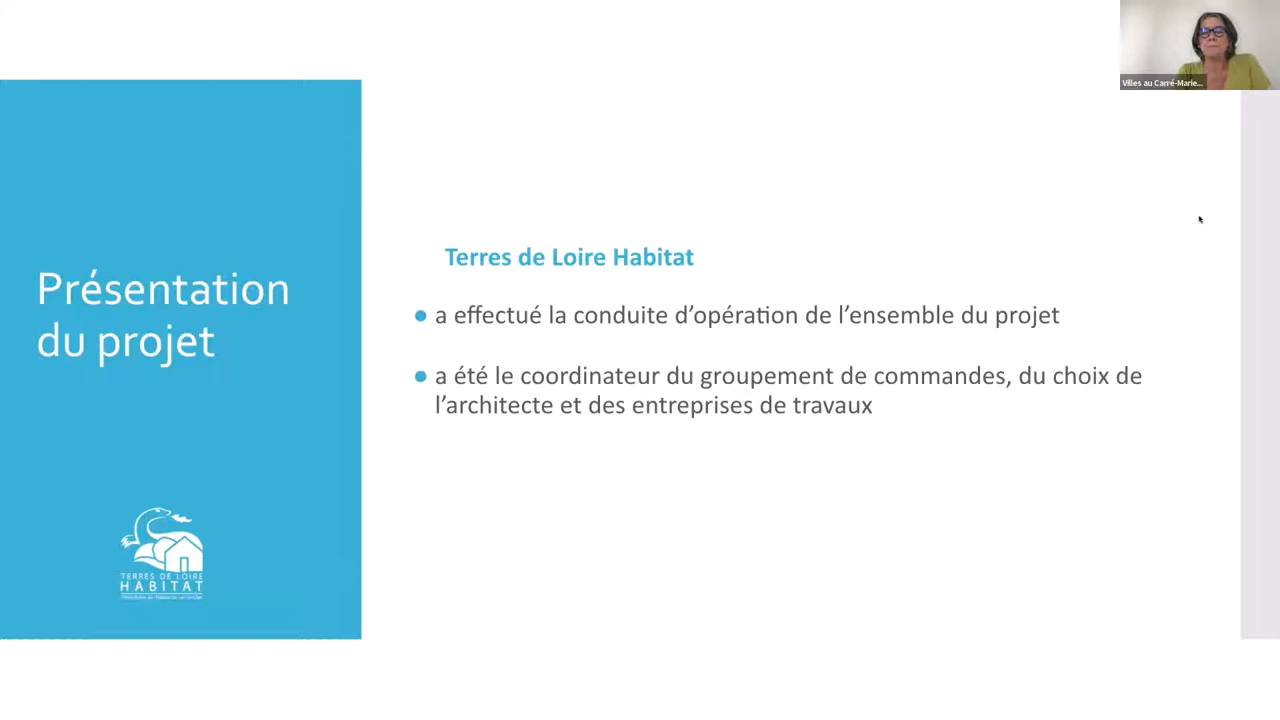 Villes au Carré-Marie...
Présentation
du projet
Terres de Loire Habitat
a effectué la conduite d’opération de l’ensemble du projet
a été le coordinateur du groupement de commandes, du choix de
l’architecte et des entreprises de travaux
TERRES DE LOIRE
HABITAT